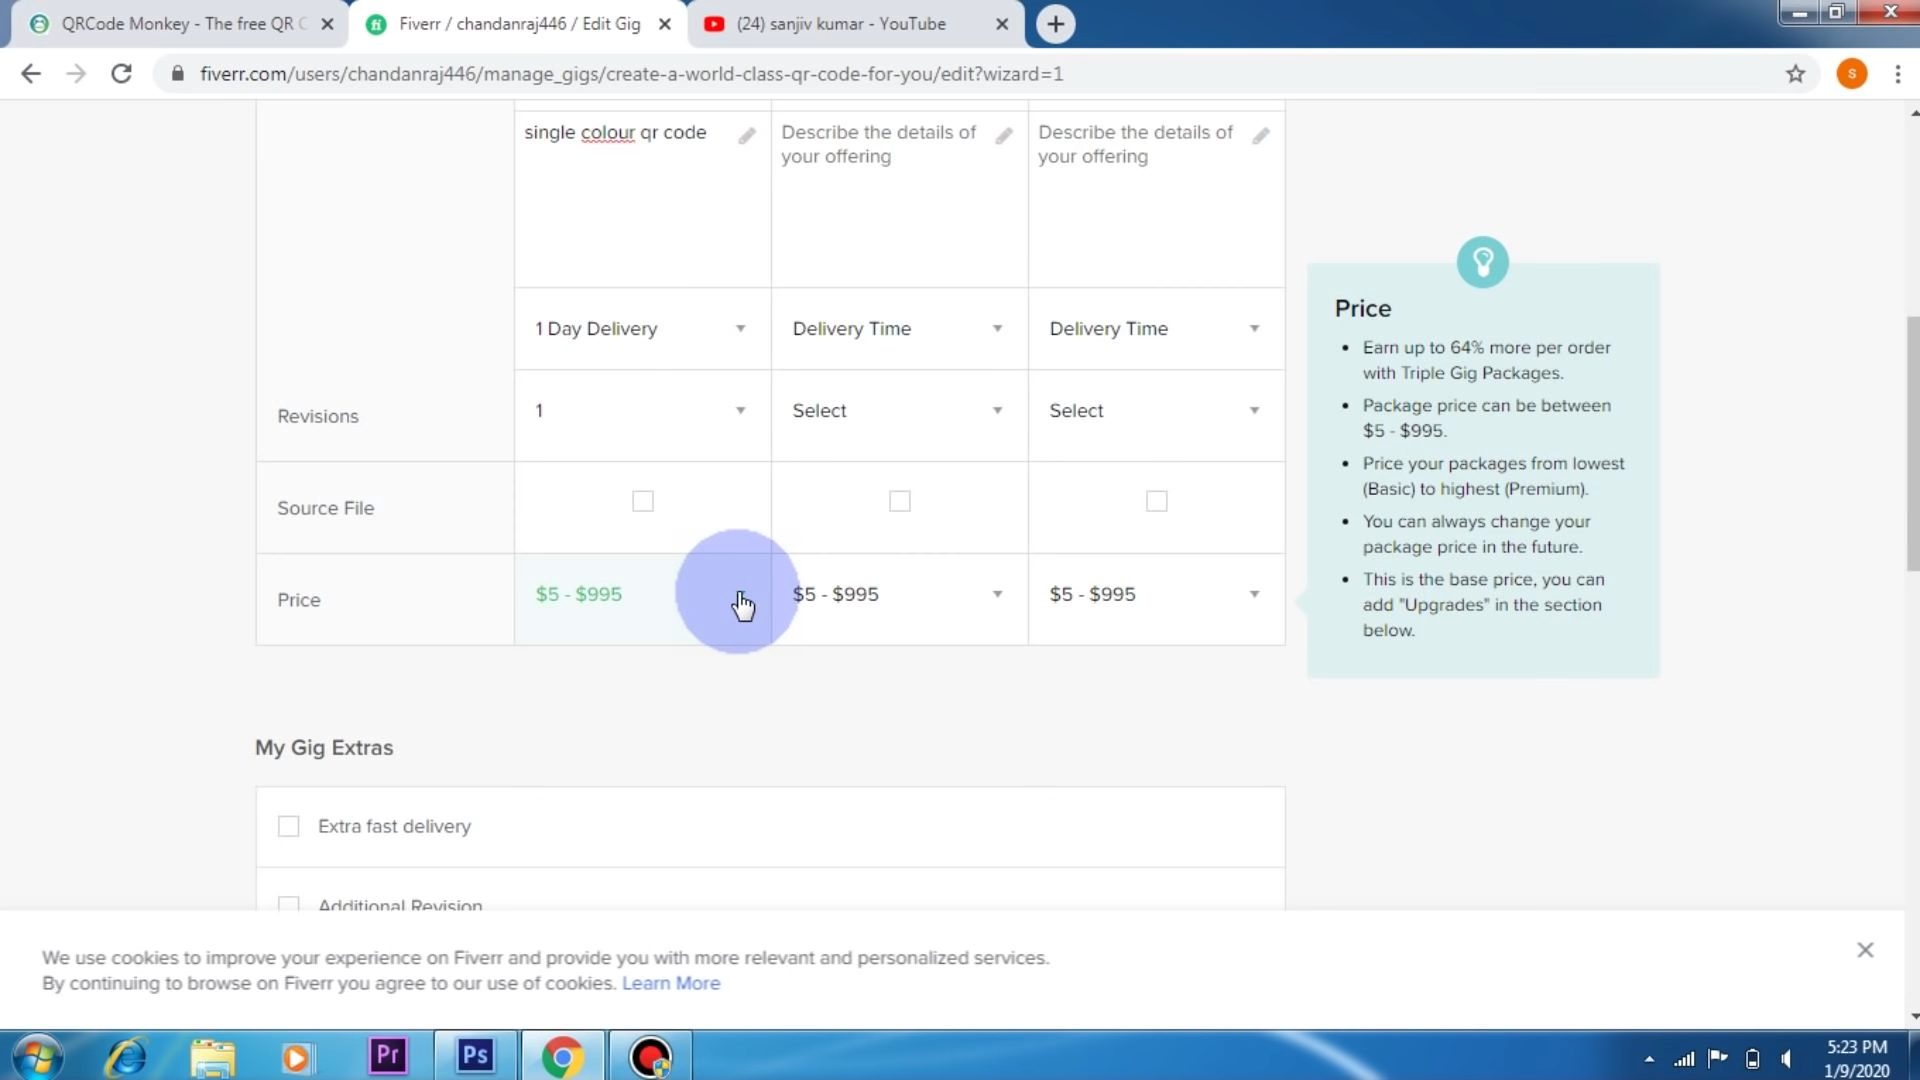 QRCode Monkey - The free QR C
Fiverr / chandanraj446 / Edit Gig
(24) sanjiv kumar - YouTube
fiverr.com/users/chandanraj446/manage_gigs/create-a-world-class-qr-code-for-you/edit?wizard=1
S
single colour qr code
Describe the details of
your offering
Describe the details of
your offering
1 Day Delivery
Delivery Time
Delivery Time
Revisions
1
Select
Select
Source File
Price
$5 - $995
$5 - $995
$5 - $995
Price
• Earn up to 64% more per order
with Triple Gig Packages.
• Package price can be between
$5 - $995.
• Price your packages from lowest
(Basic) to highest (Premium).
• You can always change your
package price in the future.
• This is the base price, you can
add "Upgrades" in the section
below.
My Gig Extras
Extra fast delivery
Additional Revision
We use cookies to improve your experience on Fiverr and provide you with more relevant and personalized services.
By continuing to browse on Fiverr you agree to our use of cookies. Learn More
Pr
Ps
5:23 PM
1/9/2020